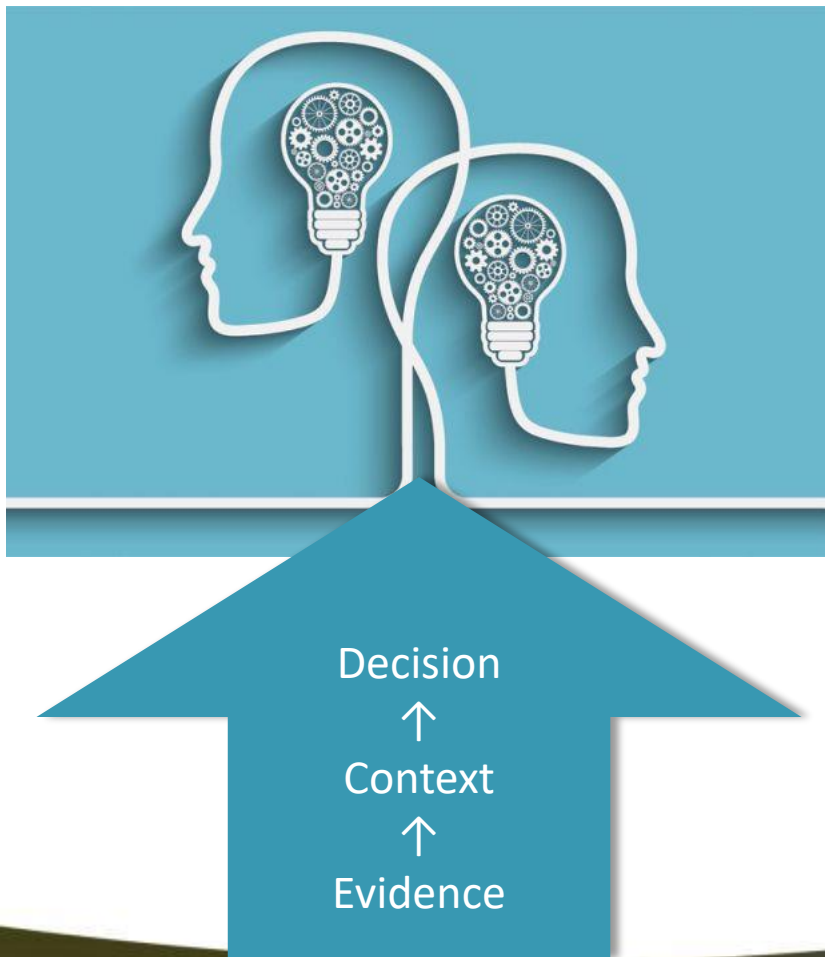 Decision
↑
Context
↑
Evidence